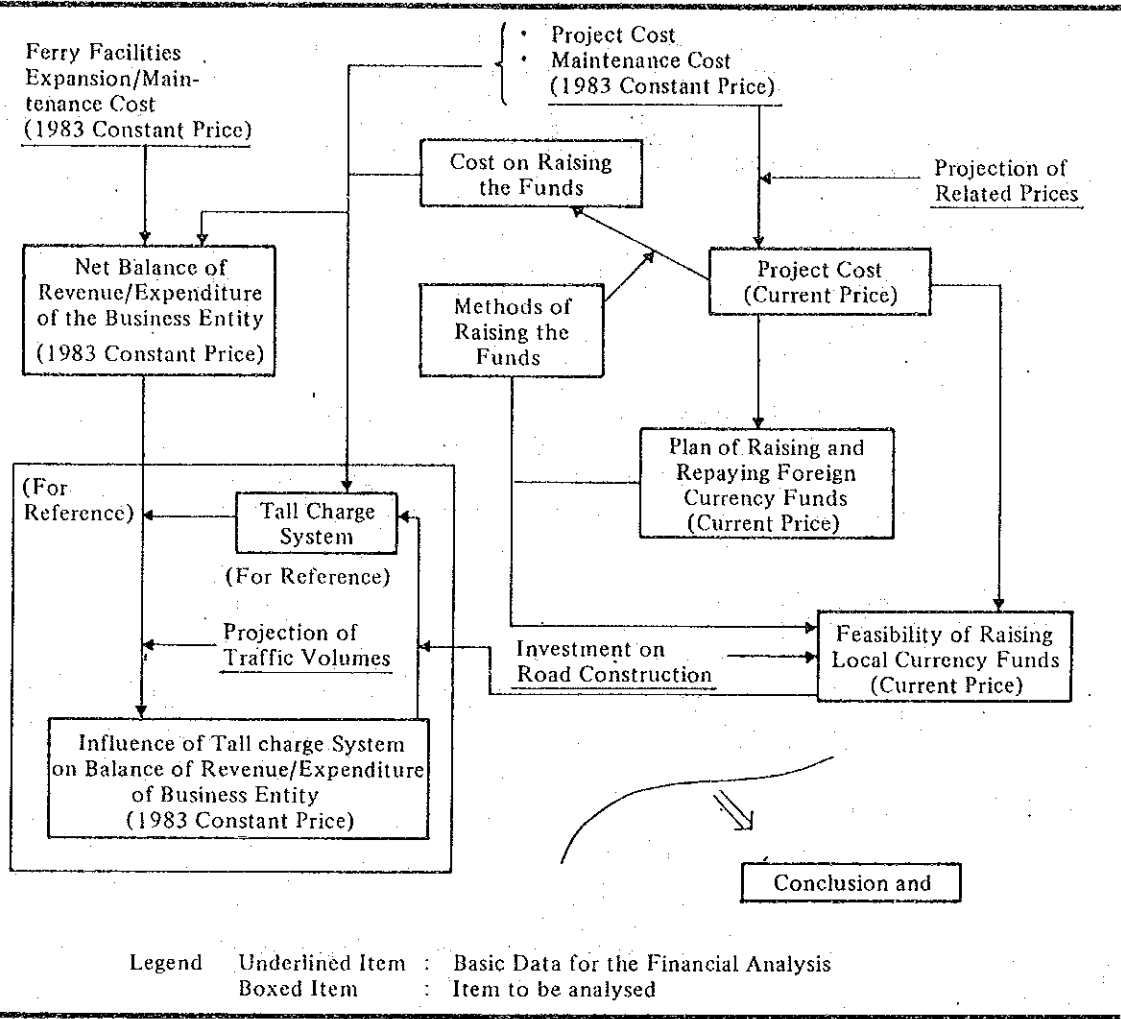 Ferry Facilities
Expansion/Main-
tenance Cost
(1983 Constant Price)
• Project Cost
• Maintenance Cost
(1983 Constant Price)
Cost on Raising
the Funds
Projection of
Related Prices
Net Balance of
Revenue/Expenditure
of the Business Entity
(1983 Constant Price)
Methods of
Raising the
Funds
Project Cost
(Current Price)
Plan of Raising and
Repaying Foreign
Currency Funds
(Current Price)
(For
Reference)
Tall Charge
System
(For Reference)
Projection of
Traffic Volumes
Investment on
Road Construction
Feasibility of Raising
Local Currency Funds
(Current Price)
Influence of Tall charge System
on Balance of Revenue/Expenditure
of Business Entity
(1983 Constant Price)
Conclusion and
Legend Underlined Item : Basic Data for the Financial Analysis
Boxed Item : Item to be analysed